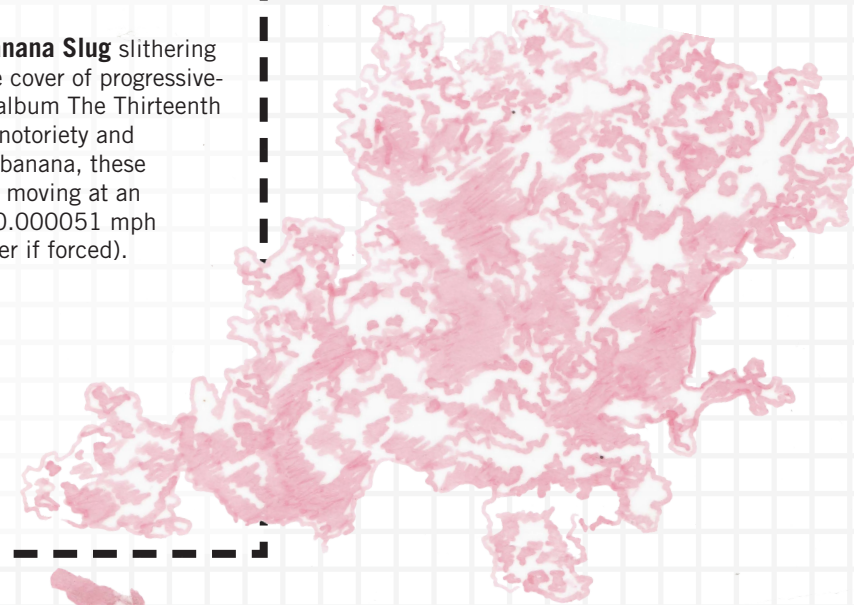 nana Slug slithering
e cover of progressive-
album The Thirteenth
notoriety and
banana, these
moving at an
0.000051 mph
er if forced).